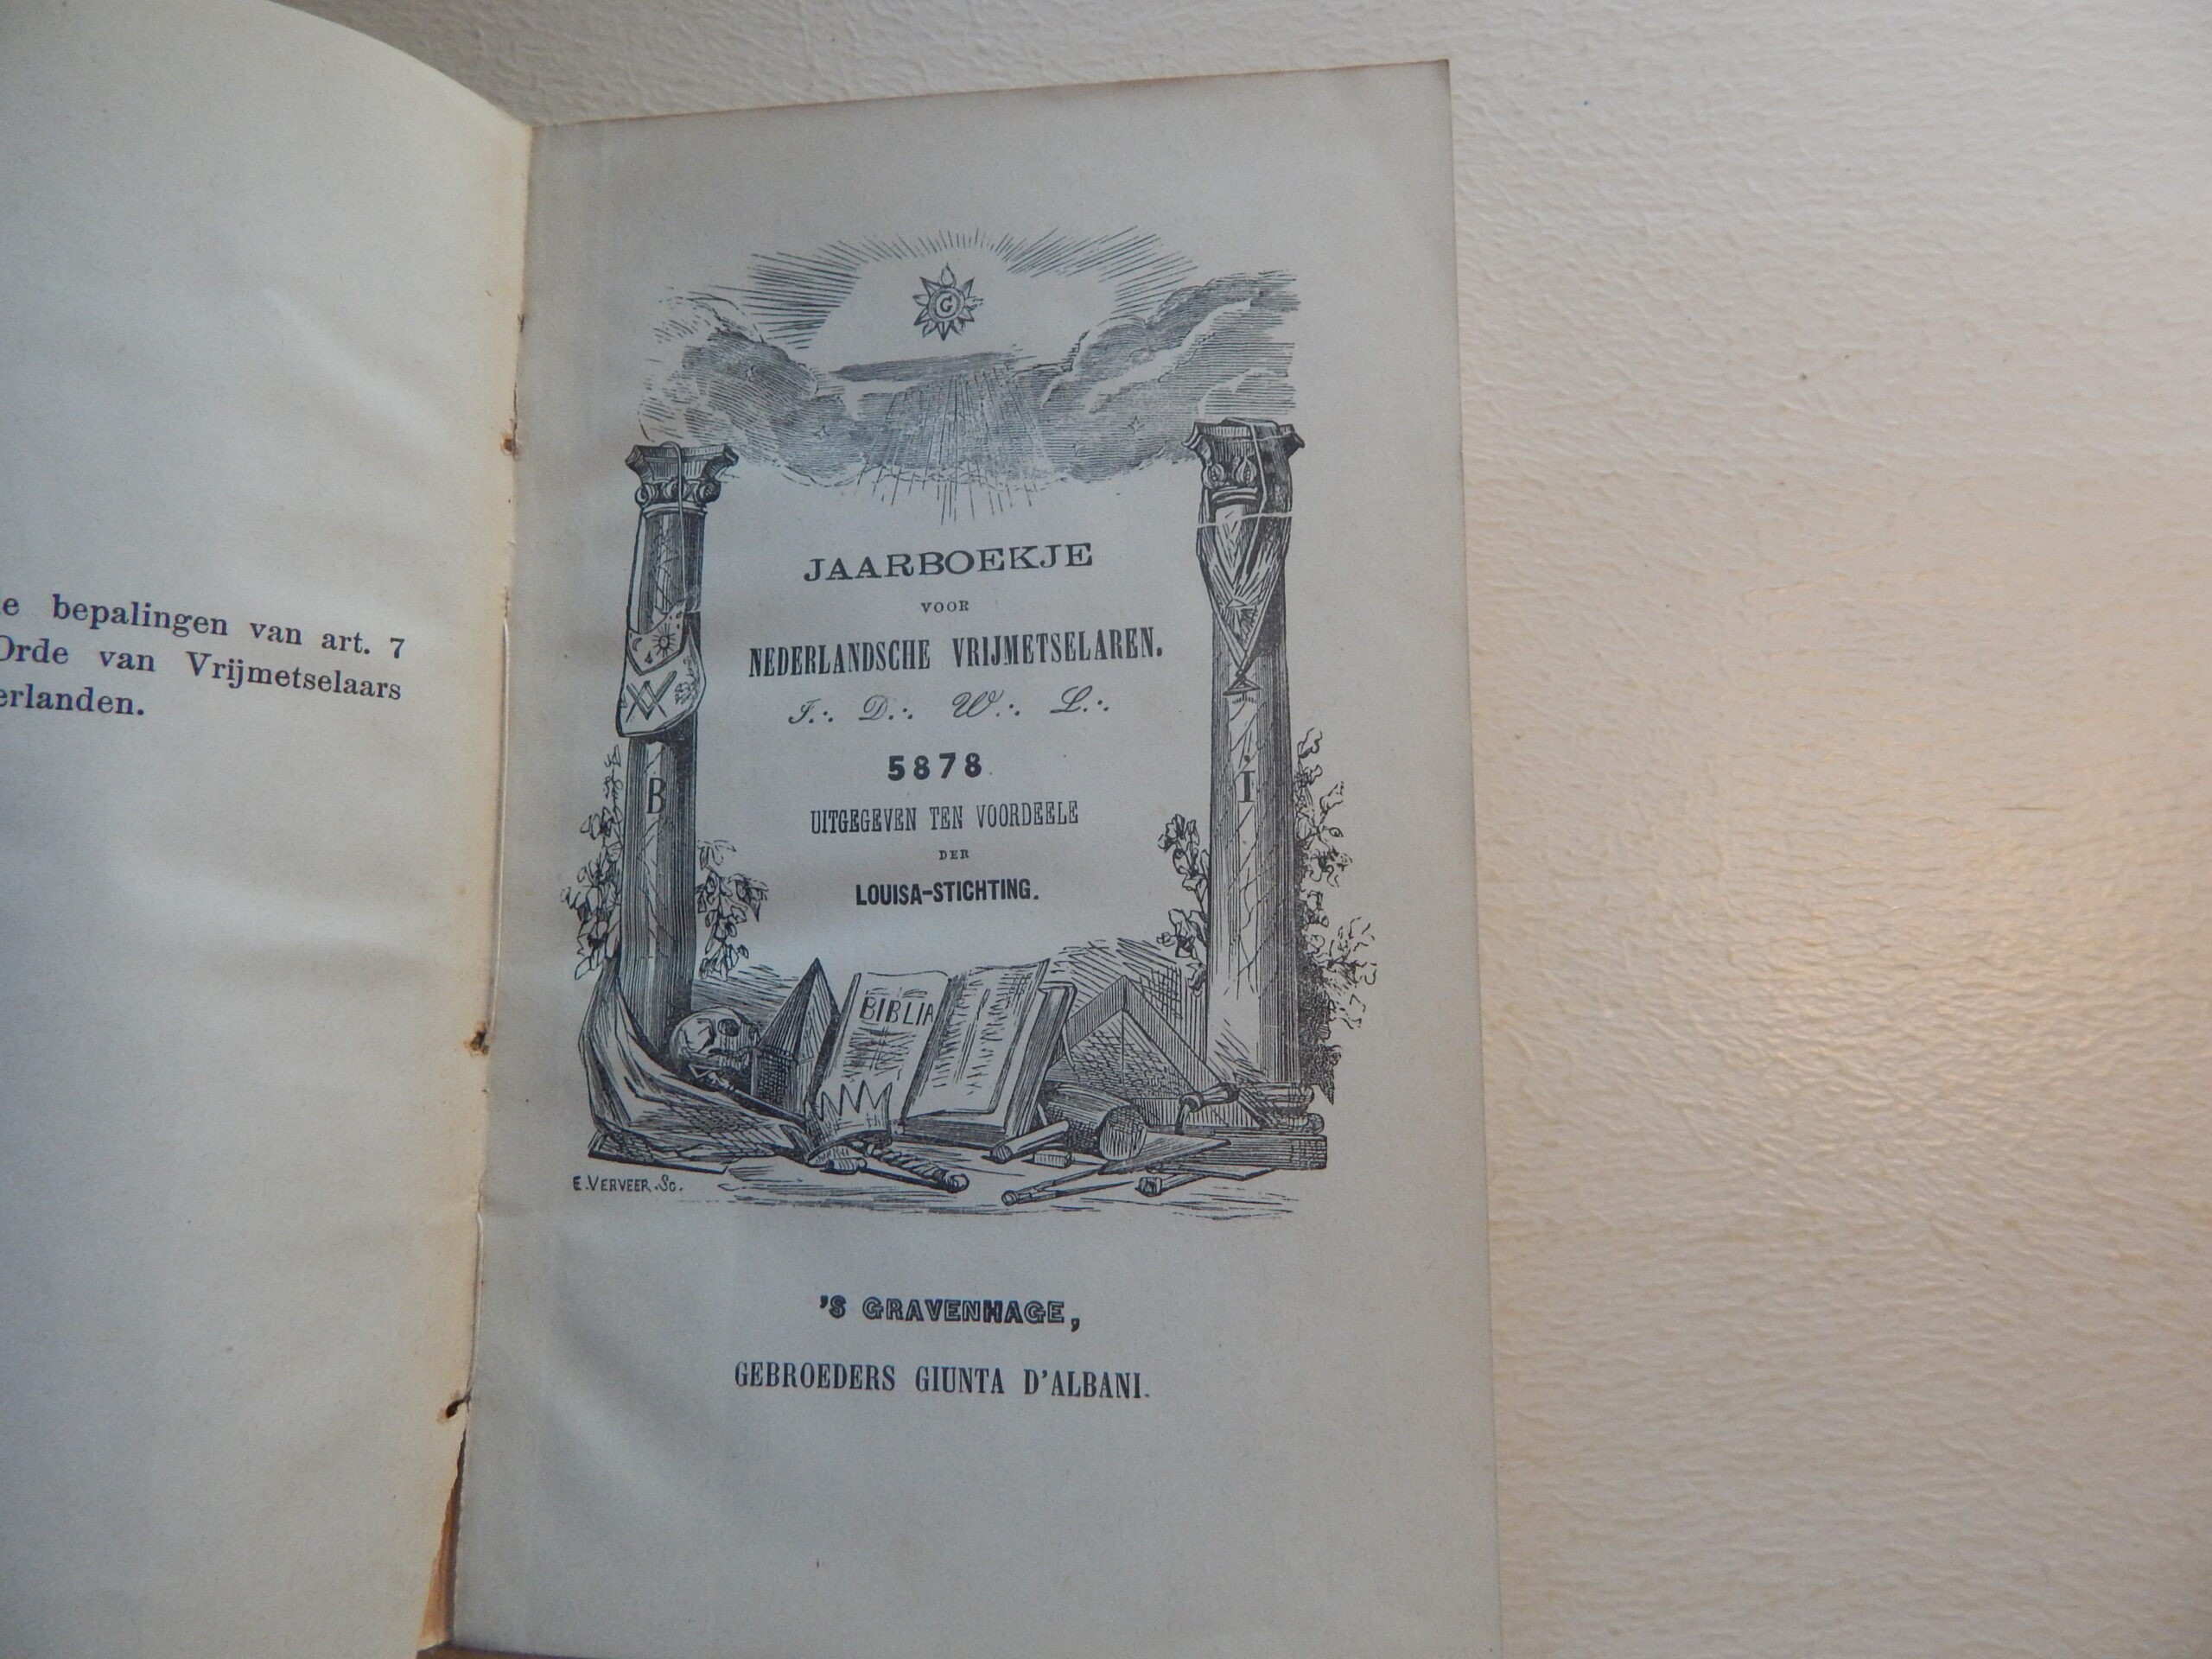 bepalingen van art. 7
Orde van Vrijmetselaars
erlanden.
G
JAARBOEKJE
VOOR
NEDERLANDSCHE VRIJMETSELAREN.
I∴ D∴ W∴ L∴
5878
B
I
UITGEGEVEN TEN VOORDEELE
DER
LOUISA-STICHTING.
BIBLIA
E. VERVEER. SC.
'S GRAVENHAGE,
GEBROEDERS GIUNTA D'ALBANI.